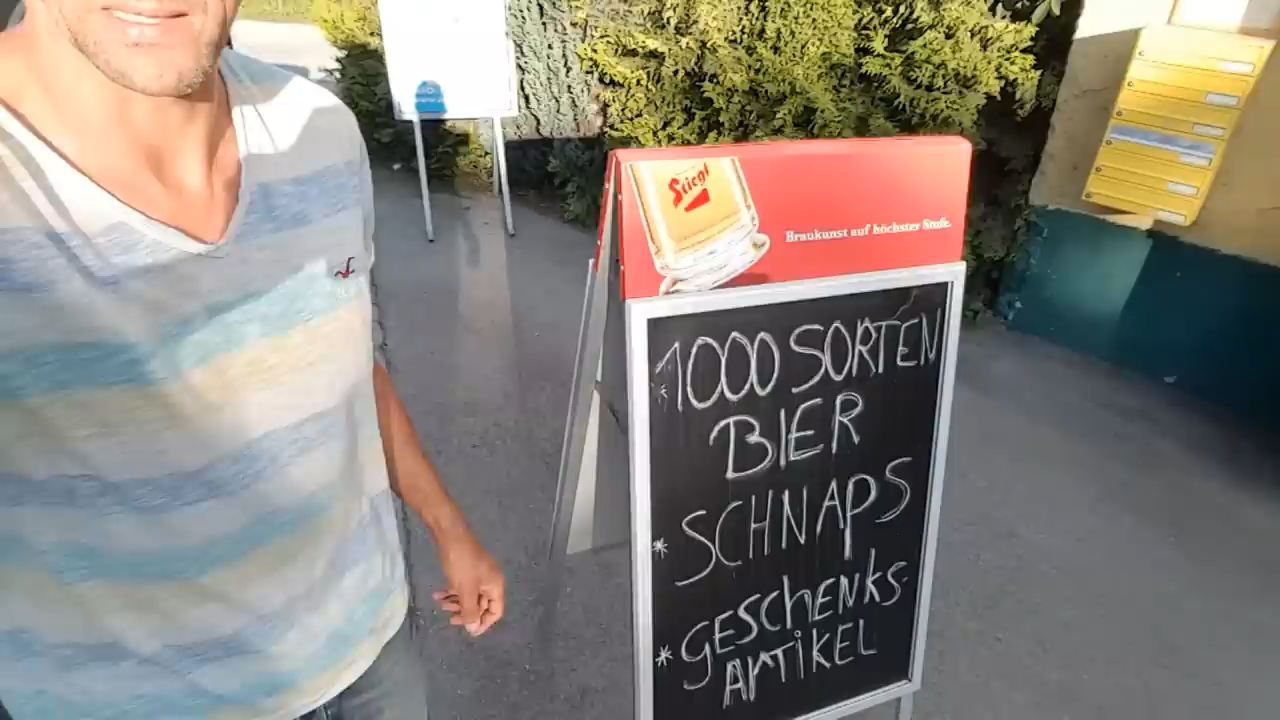 Stiegl
Braukunst auf höchster Stufe.
*1000 SORTEN
BIER
* SCHNAPS
* GESCHENKS-
ARTIKEL